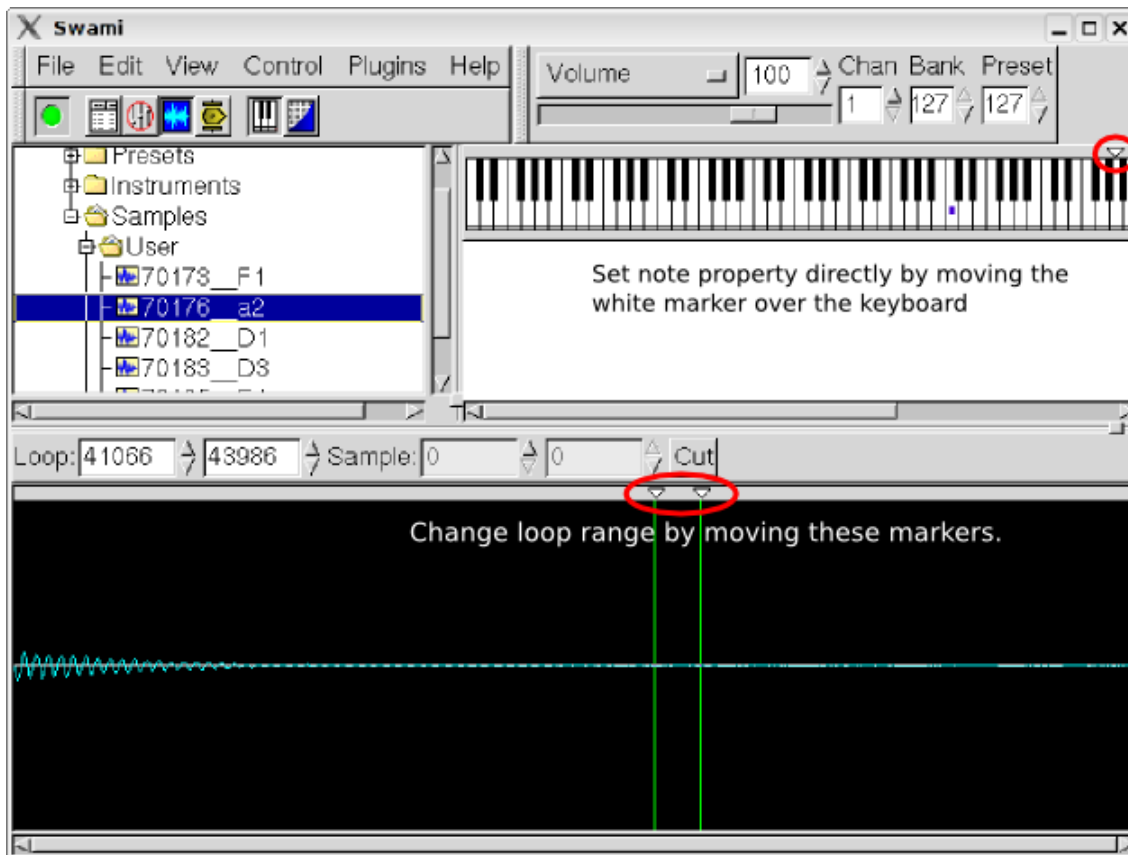 Swami
File Edit View Control Plugins Help
Volume 100 Chan Bank Preset
1 127 127
Presets
Instruments
Samples
User
70173__F1
70176__a2
70182__D1
70183__D3
Set note property directly by moving the
white marker over the keyboard
Loop: 41066 43986 Sample: 0 0 Cut
Change loop range by moving these markers.